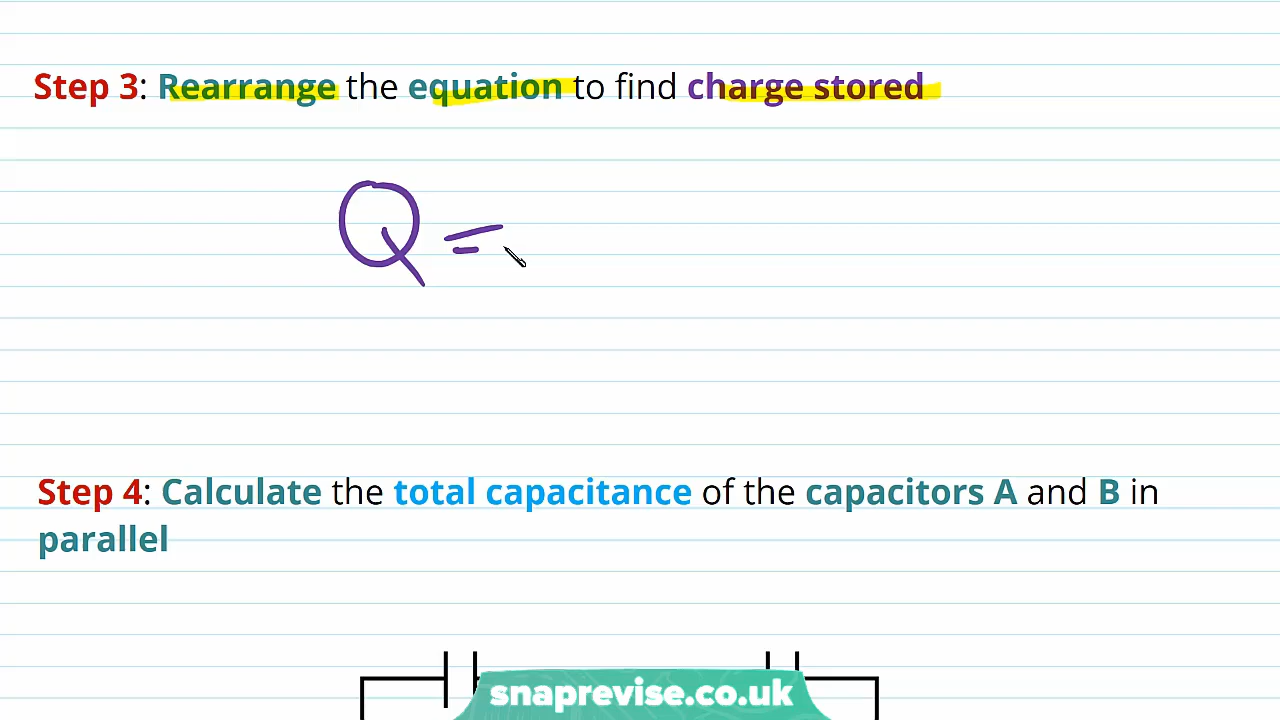 Step 3: Rearrange the equation to find charge stored
Q =
Step 4: Calculate the total capacitance of the capacitors A and B in
parallel
snaprevise.co.uk